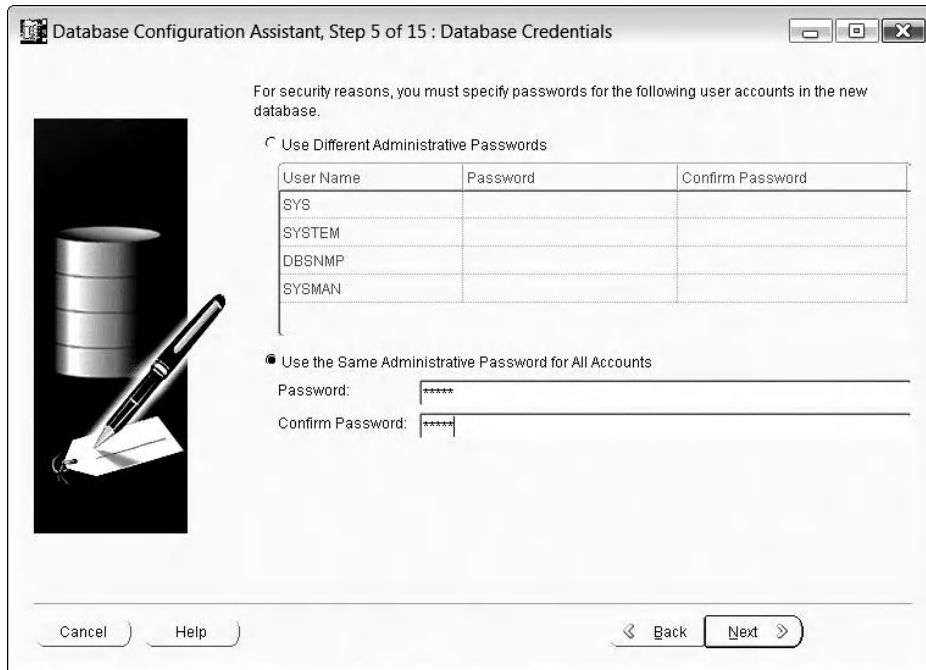 Database Configuration Assistant, Step 5 of 15 : Database Credentials
For security reasons, you must specify passwords for the following user accounts in the new
database.
Use Different Administrative Passwords
User Name Password Confirm Password
SYS
SYSTEM
DBSNMP
SYSMAN
Use the Same Administrative Password for All Accounts
Password: *****
Confirm Password: *****
Cancel Help Back Next